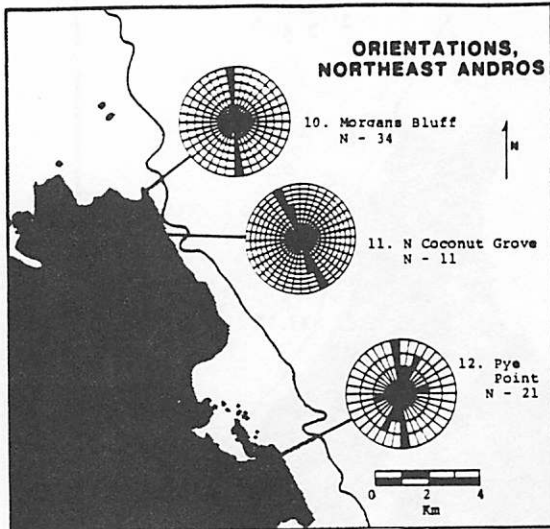 ORIENTATIONS,
NORTHEAST ANDROS
10. Morgans Bluff
N - 34
N
11. N Coconut Grove
N - 11
12. Pye
Point
N - 21
0 2 4
Km